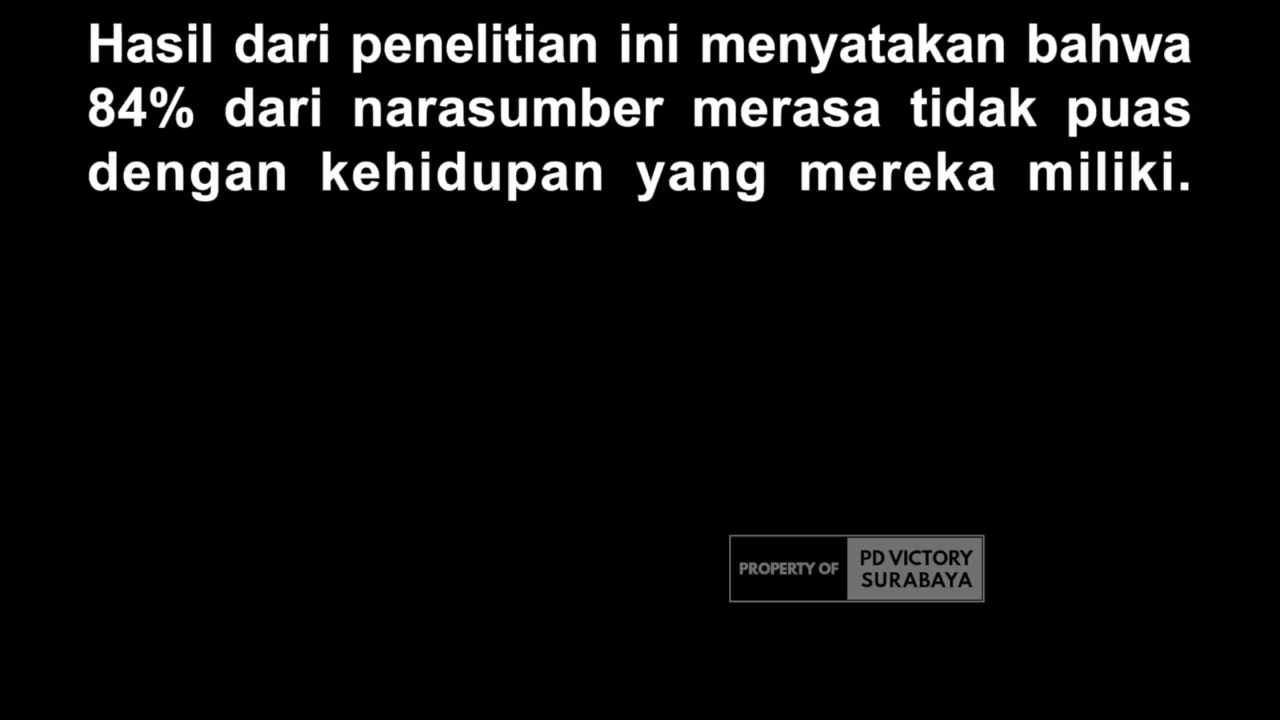 Hasil dari penelitian ini menyatakan bahwa
84% dari narasumber merasa tidak puas
dengan kehidupan yang mereka miliki.
PROPERTY OF
PD VICTORY
SURABAYA